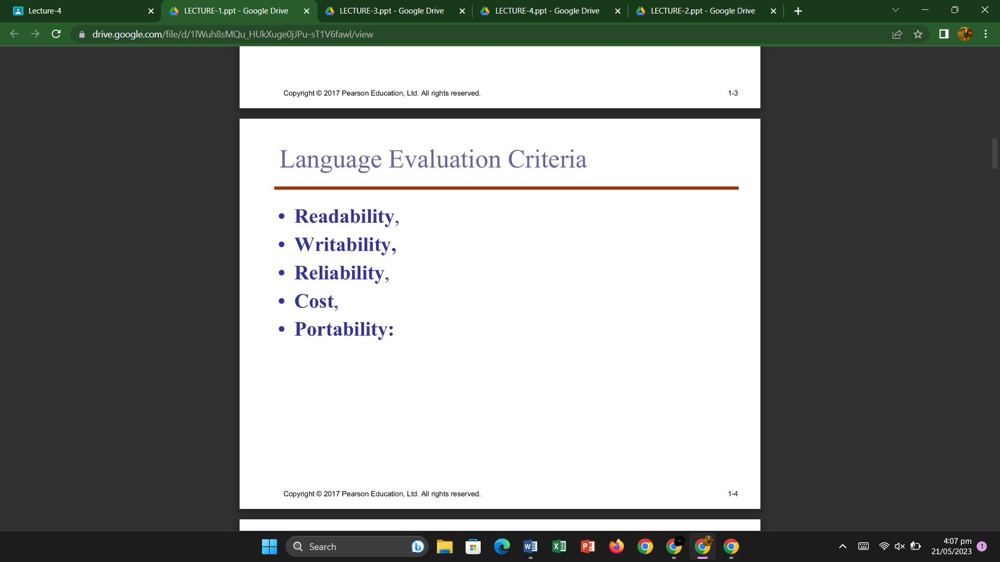 Lecture-4
LECTURE-1.ppt - Google Drive
LECTURE-3.ppt - Google Drive
LECTURE-4.ppt - Google Drive
LECTURE-2.ppt - Google Drive
drive.google.com/file/d/1lWuh8sMQu_HUkXuge0jJPu-sT1V6fawl/view
Copyright © 2017 Pearson Education, Ltd. All rights reserved.
1-3
Language Evaluation Criteria
• Readability,
• Writability,
• Reliability,
• Cost,
• Portability:
Copyright © 2017 Pearson Education, Ltd. All rights reserved.
1-4
Search
4:07 pm
21/05/2023
1